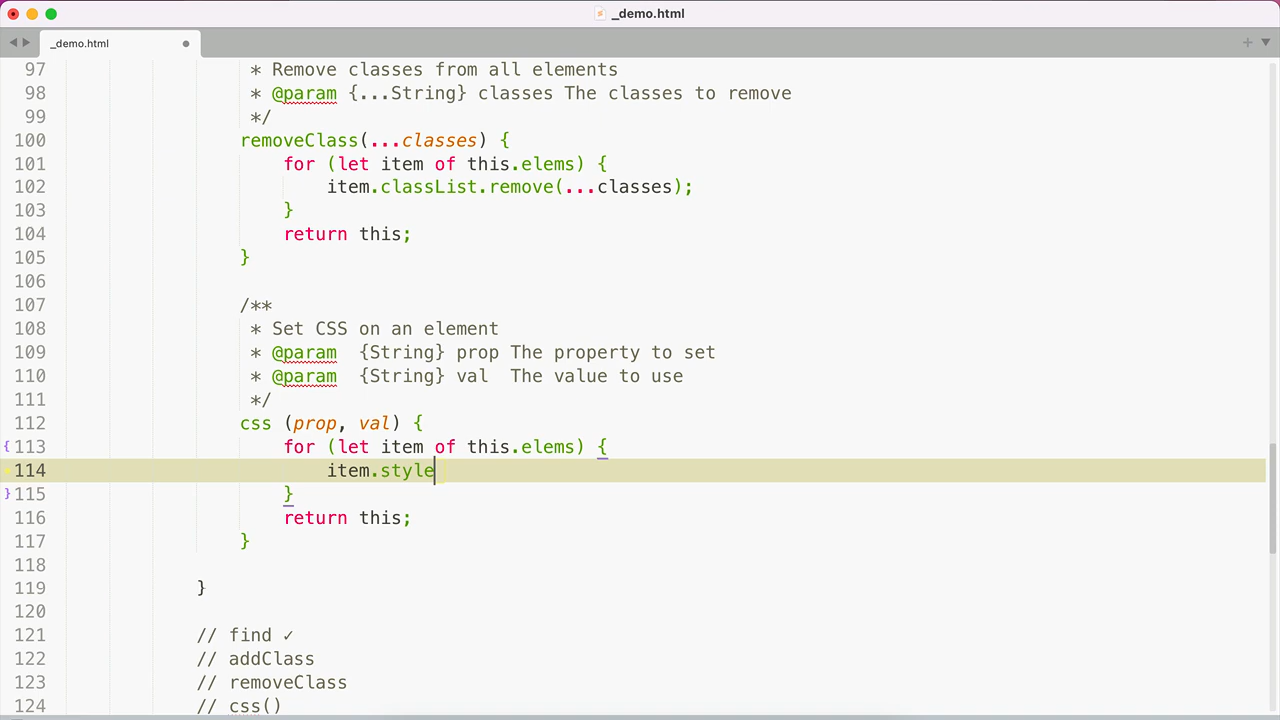 _demo.html
_demo.html
97 * Remove classes from all elements
98 * @param {...String} classes The classes to remove
99 */
100 removeClass(...classes) {
101 for (let item of this.elems) {
102 item.classList.remove(...classes);
103 }
104 return this;
105 }
106
107 /**
108 * Set CSS on an element
109 * @param  {String} prop The property to set
110 * @param  {String} val  The value to use
111 */
112 css (prop, val) {
{ 113 for (let item of this.elems) {
114 item.style
} 115 }
116 return this;
117 }
118
119 }
120
121 // find ✓
122 // addClass
123 // removeClass
124 // css()